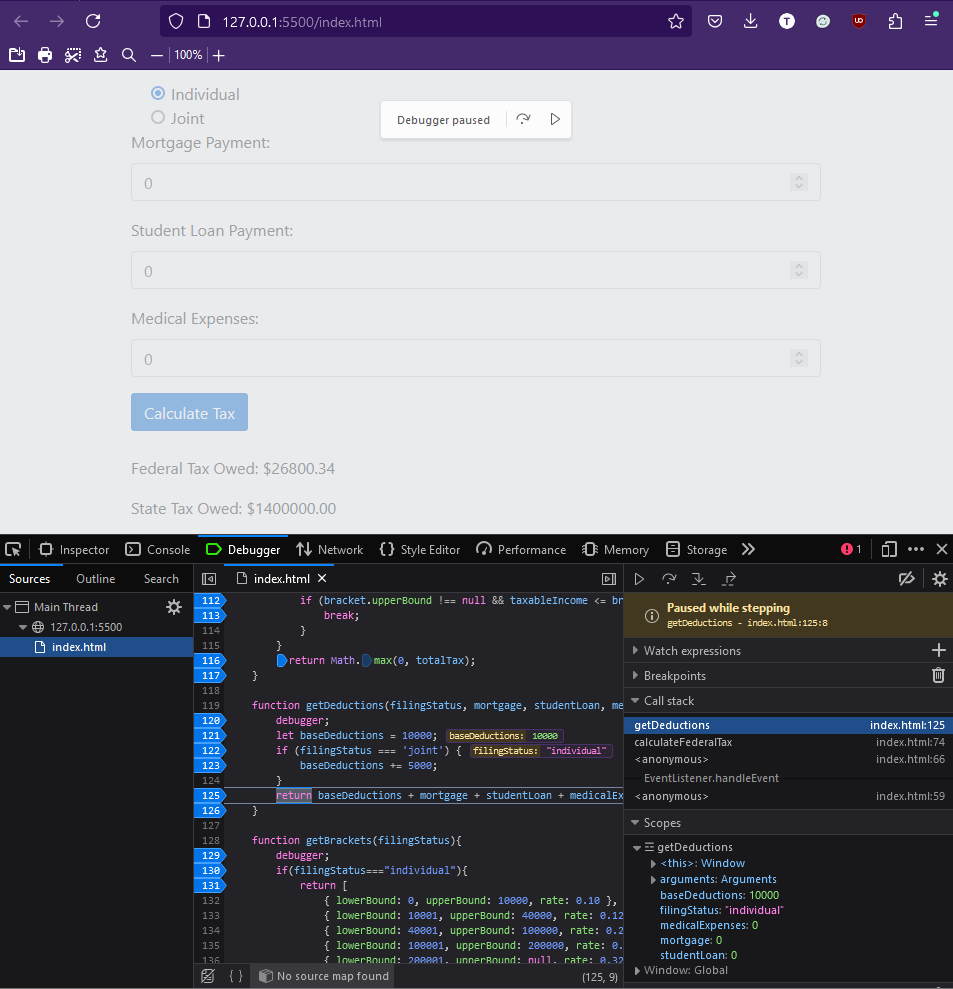 127.0.0.1:5500/index.html
100%
Individual
Joint
Debugger paused
Mortgage Payment:
0
Student Loan Payment:
0
Medical Expenses:
0
Calculate Tax
Federal Tax Owed: $26800.34
State Tax Owed: $1400000.00
Inspector Console Debugger Network Style Editor Performance Memory Storage 1
Sources Outline Search
Main Thread
127.0.0.1:5500
index.html
index.html
112 if (bracket.upperBound !== null && taxableIncome <= br
113 break;
114 }
115 }
116 return Math.max(0, totalTax);
117 }
118
119 function getDeductions(filingStatus, mortgage, studentLoan, me
120 debugger;
121 let baseDeductions = 10000; baseDeductions: 10000
122 if (filingStatus === 'joint') { filingStatus: "individual"
123 baseDeductions += 5000;
124 }
125 return baseDeductions + mortgage + studentLoan + medicalEx
126 }
127
128 function getBrackets(filingStatus){
129 debugger;
130 if(filingStatus==="individual"){
131 return [
132 { lowerBound: 0, upperBound: 10000, rate: 0.10 },
133 { lowerBound: 10001, upperBound: 40000, rate: 0.12
134 { lowerBound: 40001, upperBound: 100000, rate: 0.2
135 { lowerBound: 100001, upperBound: 200000, rate: 0.
136 { lowerBound: 200001, upperBound: null, rate: 0.32
{ } No source map found (125, 9)
Paused while stepping
getDeductions - index.html:125:8
Watch expressions
Breakpoints
Call stack
getDeductions index.html:125
calculateFederalTax index.html:74
<anonymous> index.html:66
EventListener.handleEvent
<anonymous> index.html:59
Scopes
getDeductions
<this>: Window
arguments: Arguments
baseDeductions: 10000
filingStatus: "individual"
medicalExpenses: 0
mortgage: 0
studentLoan: 0
Window: Global